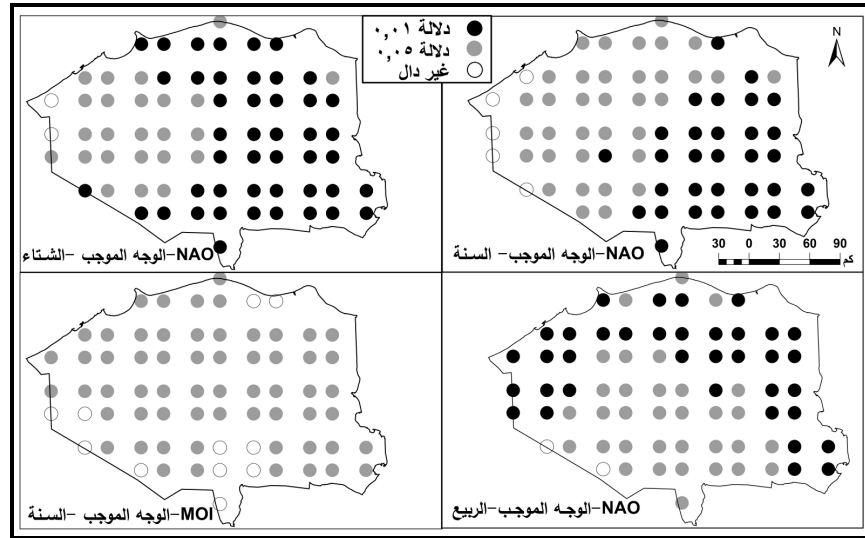 دلالة ٠,٠١
دلالة ٠,٠٥
غير دال
N
NAO-الوجه الموجب- السنة
30 0 30 60 90
كم
NAO-الوجه الموجب -الشتاء
NAO-الوجه الموجب-الربيع
MOI-الوجه الموجب -السنة